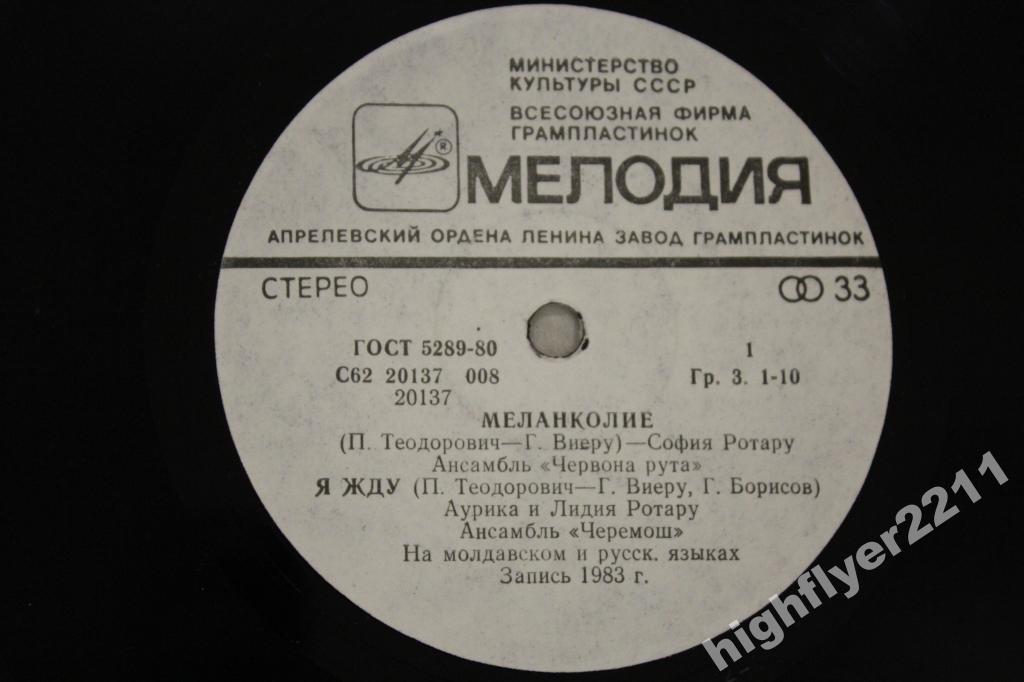 МИНИСТЕРСТВО
КУЛЬТУРЫ СССР
ВСЕСОЮЗНАЯ ФИРМА
ГРАМПЛАСТИНОК
®
МЕЛОДИЯ
АПРЕЛЕВСКИЙ ОРДЕНА ЛЕНИНА ЗАВОД ГРАМПЛАСТИНОК
СТЕРЕО 33
ГОСТ 5289-80 1
С62 20137 008 Гр. 3. 1-10
20137
МЕЛАНКОЛИЕ
(П. Теодорович—Г. Виеру)—София Ротару
Ансамбль «Червона рута»
Я ЖДУ (П. Теодорович—Г. Виеру, Г. Борисов)
Аурика и Лидия Ротару
Ансамбль «Черемош»
На молдавском и русск. языках
Запись 1983 г.
highflyer2211